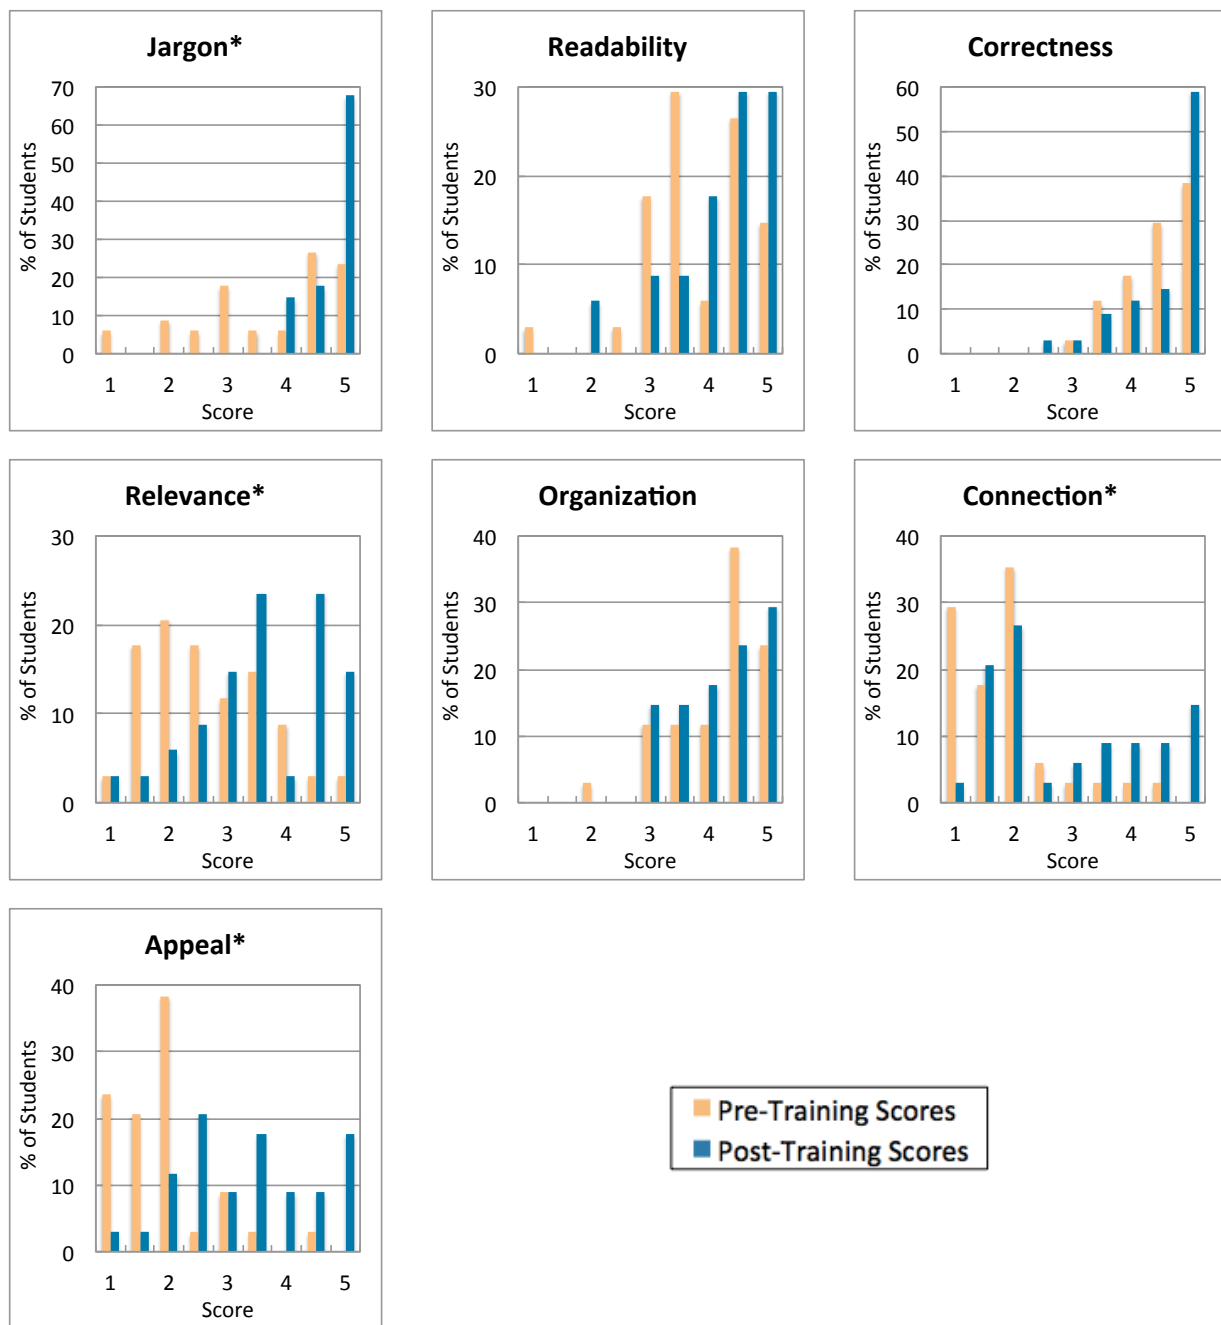 Jargon*
% of Students
70
60
50
40
30
20
10
0
1 2 3 4 5
Score
Readability
% of Students
30
20
10
0
1 2 3 4 5
Score
Correctness
% of Students
60
50
40
30
20
10
0
1 2 3 4 5
Score
Relevance*
% of Students
30
20
10
0
1 2 3 4 5
Score
Organization
% of Students
40
30
20
10
0
1 2 3 4 5
Score
Connection*
% of Students
40
30
20
10
0
1 2 3 4 5
Score
Appeal*
% of Students
40
30
20
10
0
1 2 3 4 5
Score
Pre-Training Scores
Post-Training Scores